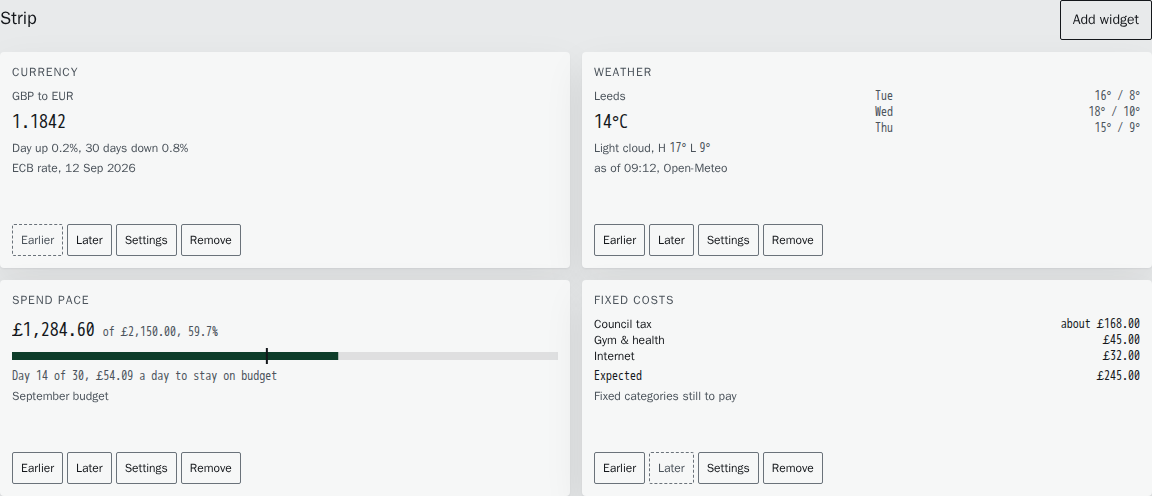 Strip
Add widget
CURRENCY
GBP to EUR
1.1842
Day up 0.2%, 30 days down 0.8%
ECB rate, 12 Sep 2026
Earlier Later Settings Remove
WEATHER
Leeds
14°C
Light cloud, H 17° L 9°
as of 09:12, Open-Meteo
Tue 16° / 8°
Wed 18° / 10°
Thu 15° / 9°
Earlier Later Settings Remove
SPEND PACE
£1,284.60 of £2,150.00, 59.7%
Day 14 of 30, £54.09 a day to stay on budget
September budget
Earlier Later Settings Remove
FIXED COSTS
Council tax about £168.00
Gym & health £45.00
Internet £32.00
Expected £245.00
Fixed categories still to pay
Earlier Later Settings Remove